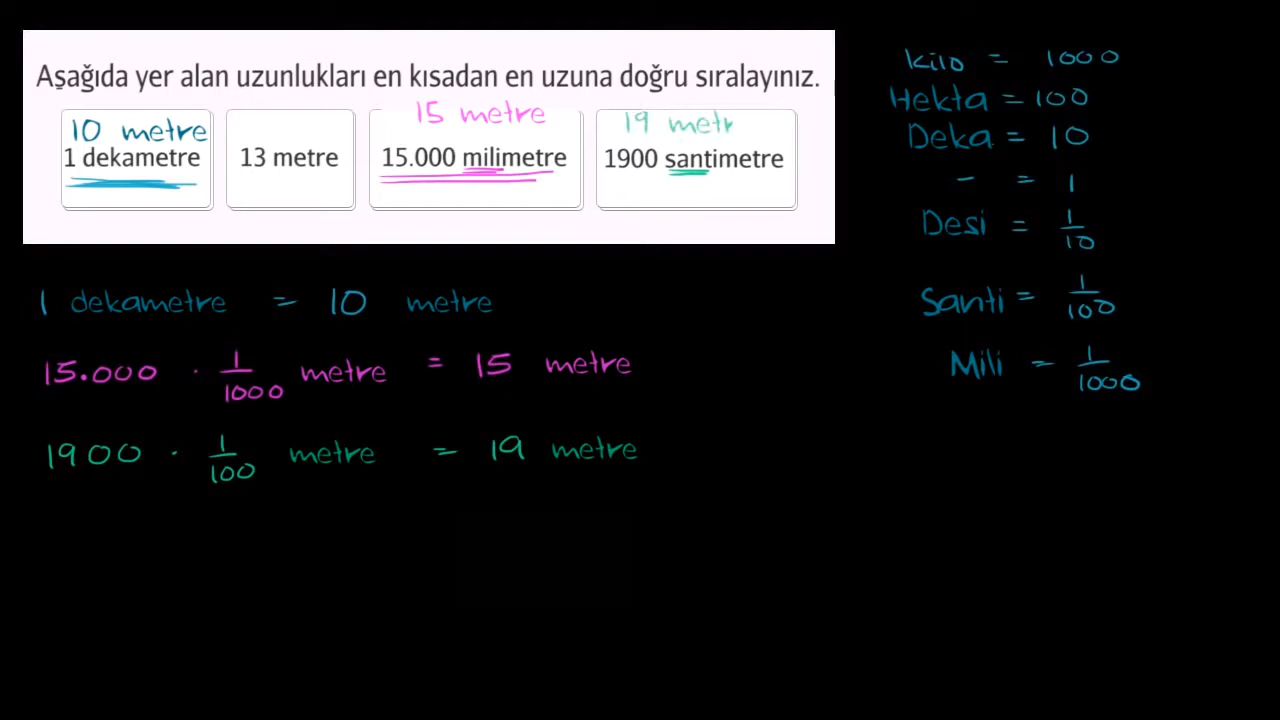 Aşağıda yer alan uzunlukları en kısadan en uzuna doğru sıralayınız.
10 metre
1 dekametre
13 metre
15 metre
15.000 milimetre
19 metr
1900 santimetre
1 dekametre = 10 metre
15.000 · 1/1000 metre = 15 metre
1900 · 1/100 metre = 19 metre
kilo = 1000
Hekta = 100
Deka = 10
- = 1
Desi = 1/10
Santi = 1/100
Mili = 1/1000